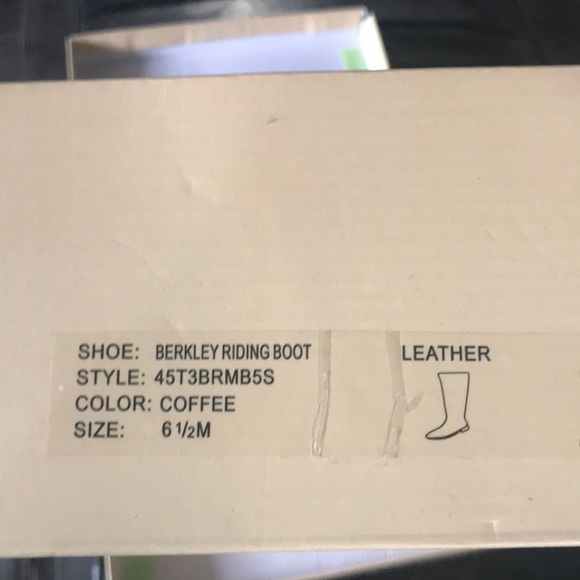 SHOE: BERKLEY RIDING BOOT
STYLE: 45T3BRMB5S
COLOR: COFFEE
SIZE: 6 1/2M
LEATHER